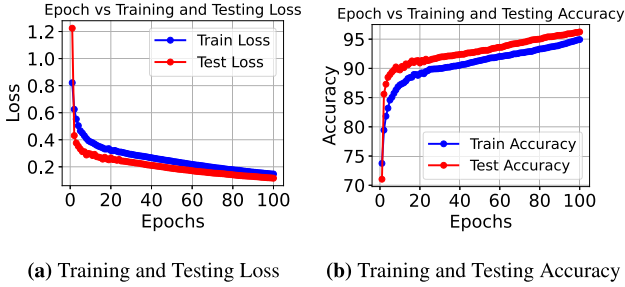 Epoch vs Training and Testing Loss
1.2
1.0
0.8
0.6
0.4
0.2
Loss
Train Loss
Test Loss
0 20 40 60 80 100
Epochs
(a) Training and Testing Loss
Epoch vs Training and Testing Accuracy
95
90
85
80
75
70
Accuracy
Train Accuracy
Test Accuracy
0 20 40 60 80 100
Epochs
(b) Training and Testing Accuracy